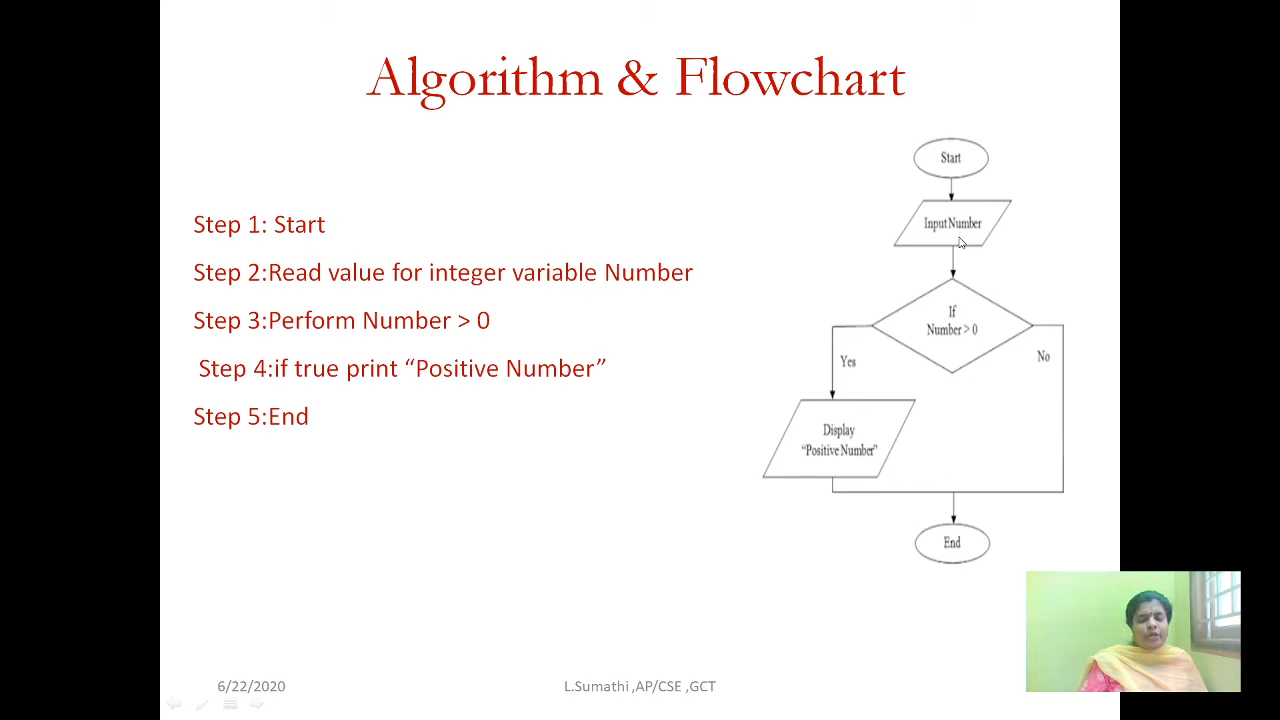 Algorithm & Flowchart
Step 1: Start
Step 2:Read value for integer variable Number
Step 3:Perform Number > 0
Step 4:if true print “Positive Number”
Step 5:End
Start
Input Number
If
Number > 0
Yes
No
Display
“Positive Number”
End
6/22/2020
L.Sumathi ,AP/CSE ,GCT